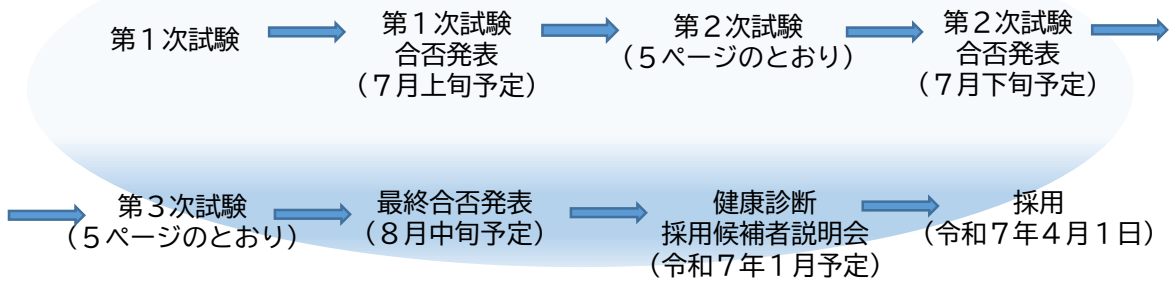 第１次試験
第１次試験
合否発表
（７月上旬予定）
第２次試験
（５ページのとおり）
第２次試験
合否発表
（７月下旬予定）
第３次試験
（５ページのとおり）
最終合否発表
（８月中旬予定）
健康診断
採用候補者説明会
（令和７年１月予定）
採用
（令和７年４月１日）